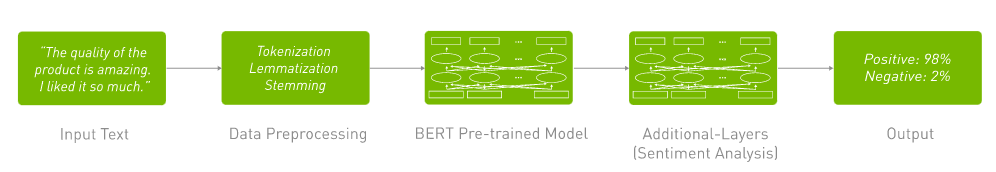 "The quality of the
product is amazing.
I liked it so much."
Input Text
Tokenization
Lemmatization
Stemming
Data Preprocessing
...
...
BERT Pre-trained Model
...
...
Additional-Layers
(Sentiment Analysis)
Positive: 98%
Negative: 2%
Output